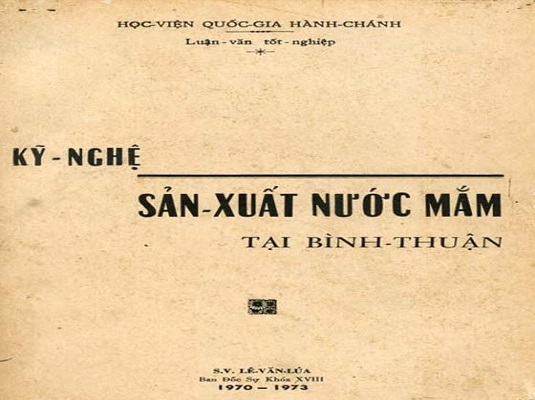 HỌC-VIỆN QUỐC-GIA HÀNH-CHÁNH
Luận-văn tốt-nghiệp
KỸ-NGHỆ
SẢN-XUẤT NƯỚC MẮM
TẠI BÌNH-THUẬN
S.V. LÊ-VĂN-LÚA
Ban Đốc Sự Khóa XVIII
1970 — 1973